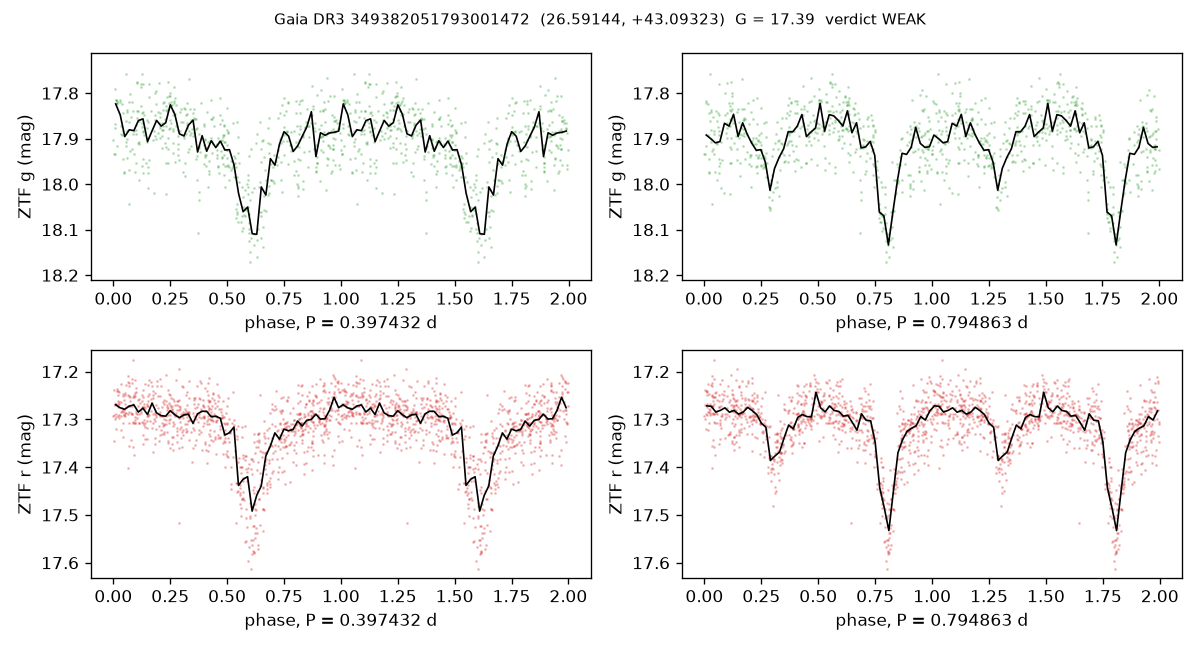 Gaia DR3 349382051793001472 (26.59144, +43.09323) G = 17.39 verdict WEAK
ZTF g (mag)
17.8
17.9
18.0
18.1
18.2
0.00 0.25 0.50 0.75 1.00 1.25 1.50 1.75 2.00
phase, P = 0.397432 d
ZTF g (mag)
17.8
17.9
18.0
18.1
18.2
0.00 0.25 0.50 0.75 1.00 1.25 1.50 1.75 2.00
phase, P = 0.794863 d
ZTF r (mag)
17.2
17.3
17.4
17.5
17.6
0.00 0.25 0.50 0.75 1.00 1.25 1.50 1.75 2.00
phase, P = 0.397432 d
ZTF r (mag)
17.2
17.3
17.4
17.5
17.6
0.00 0.25 0.50 0.75 1.00 1.25 1.50 1.75 2.00
phase, P = 0.794863 d